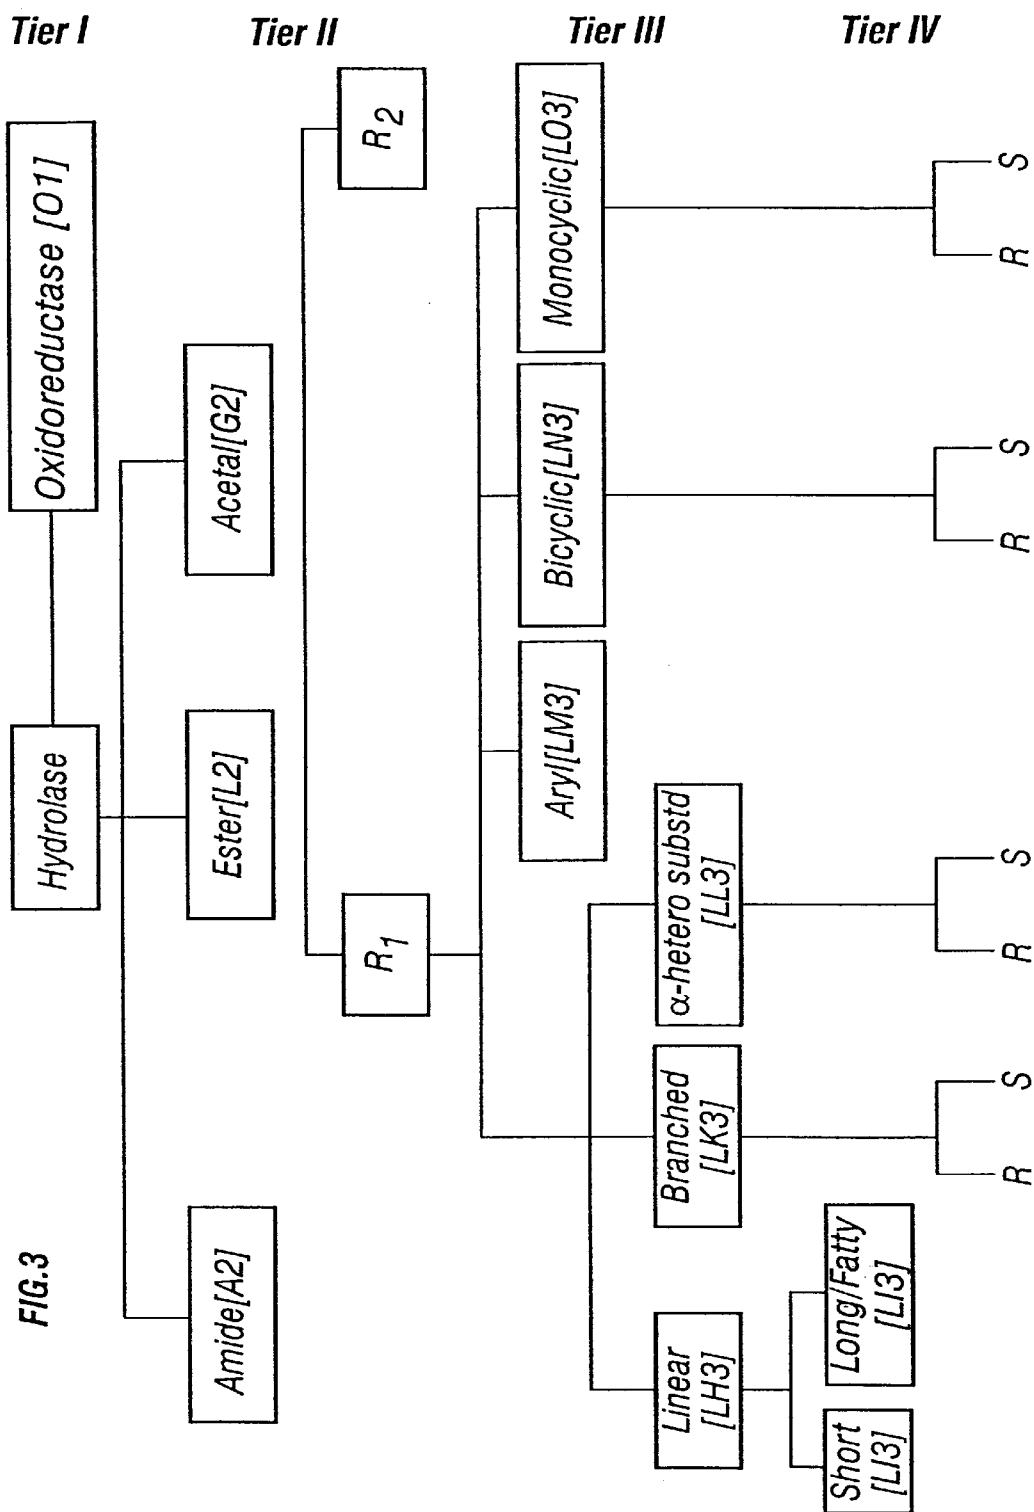 FIG.3
Tier I
Hydrolase
Oxidoreductase [O1]
Tier II
Amide[A2]
Ester[L2]
Acetal[G2]
R1
R2
Tier III
Aryl[LM3]
Bicyclic[LN3]
Monocyclic[LO3]
Linear
[LH3]
Branched
[LK3]
α-hetero substd
[LL3]
Tier IV
Short
[LI3]
Long/Fatty
[LI3]
R
S
R
S
R
S
R
S